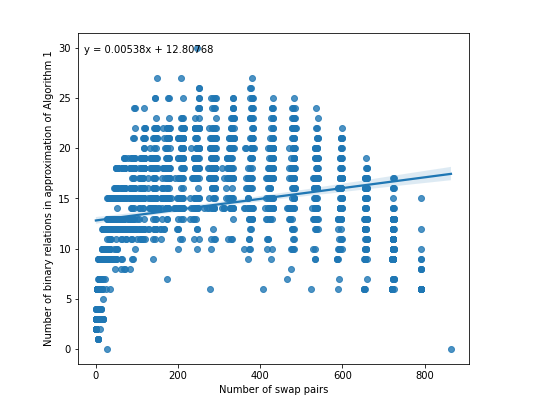 y = 0.00538x + 12.80768
30
25
20
15
10
5
0
Number of binary relations in approximation of Algorithm 1
0 200 400 600 800
Number of swap pairs